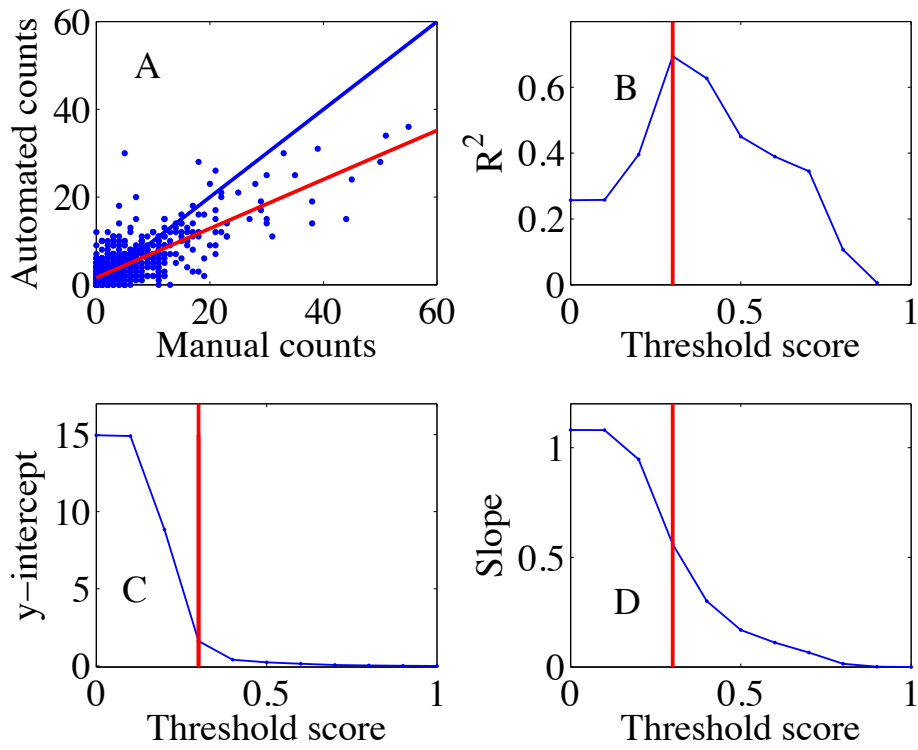 A
Automated counts
60
40
20
0
0 20 40 60
Manual counts
B
R²
0.6
0.4
0.2
0
0 0.5 1
Threshold score
C
y−intercept
15
10
5
0
0 0.5 1
Threshold score
D
Slope
1
0.5
0
0 0.5 1
Threshold score